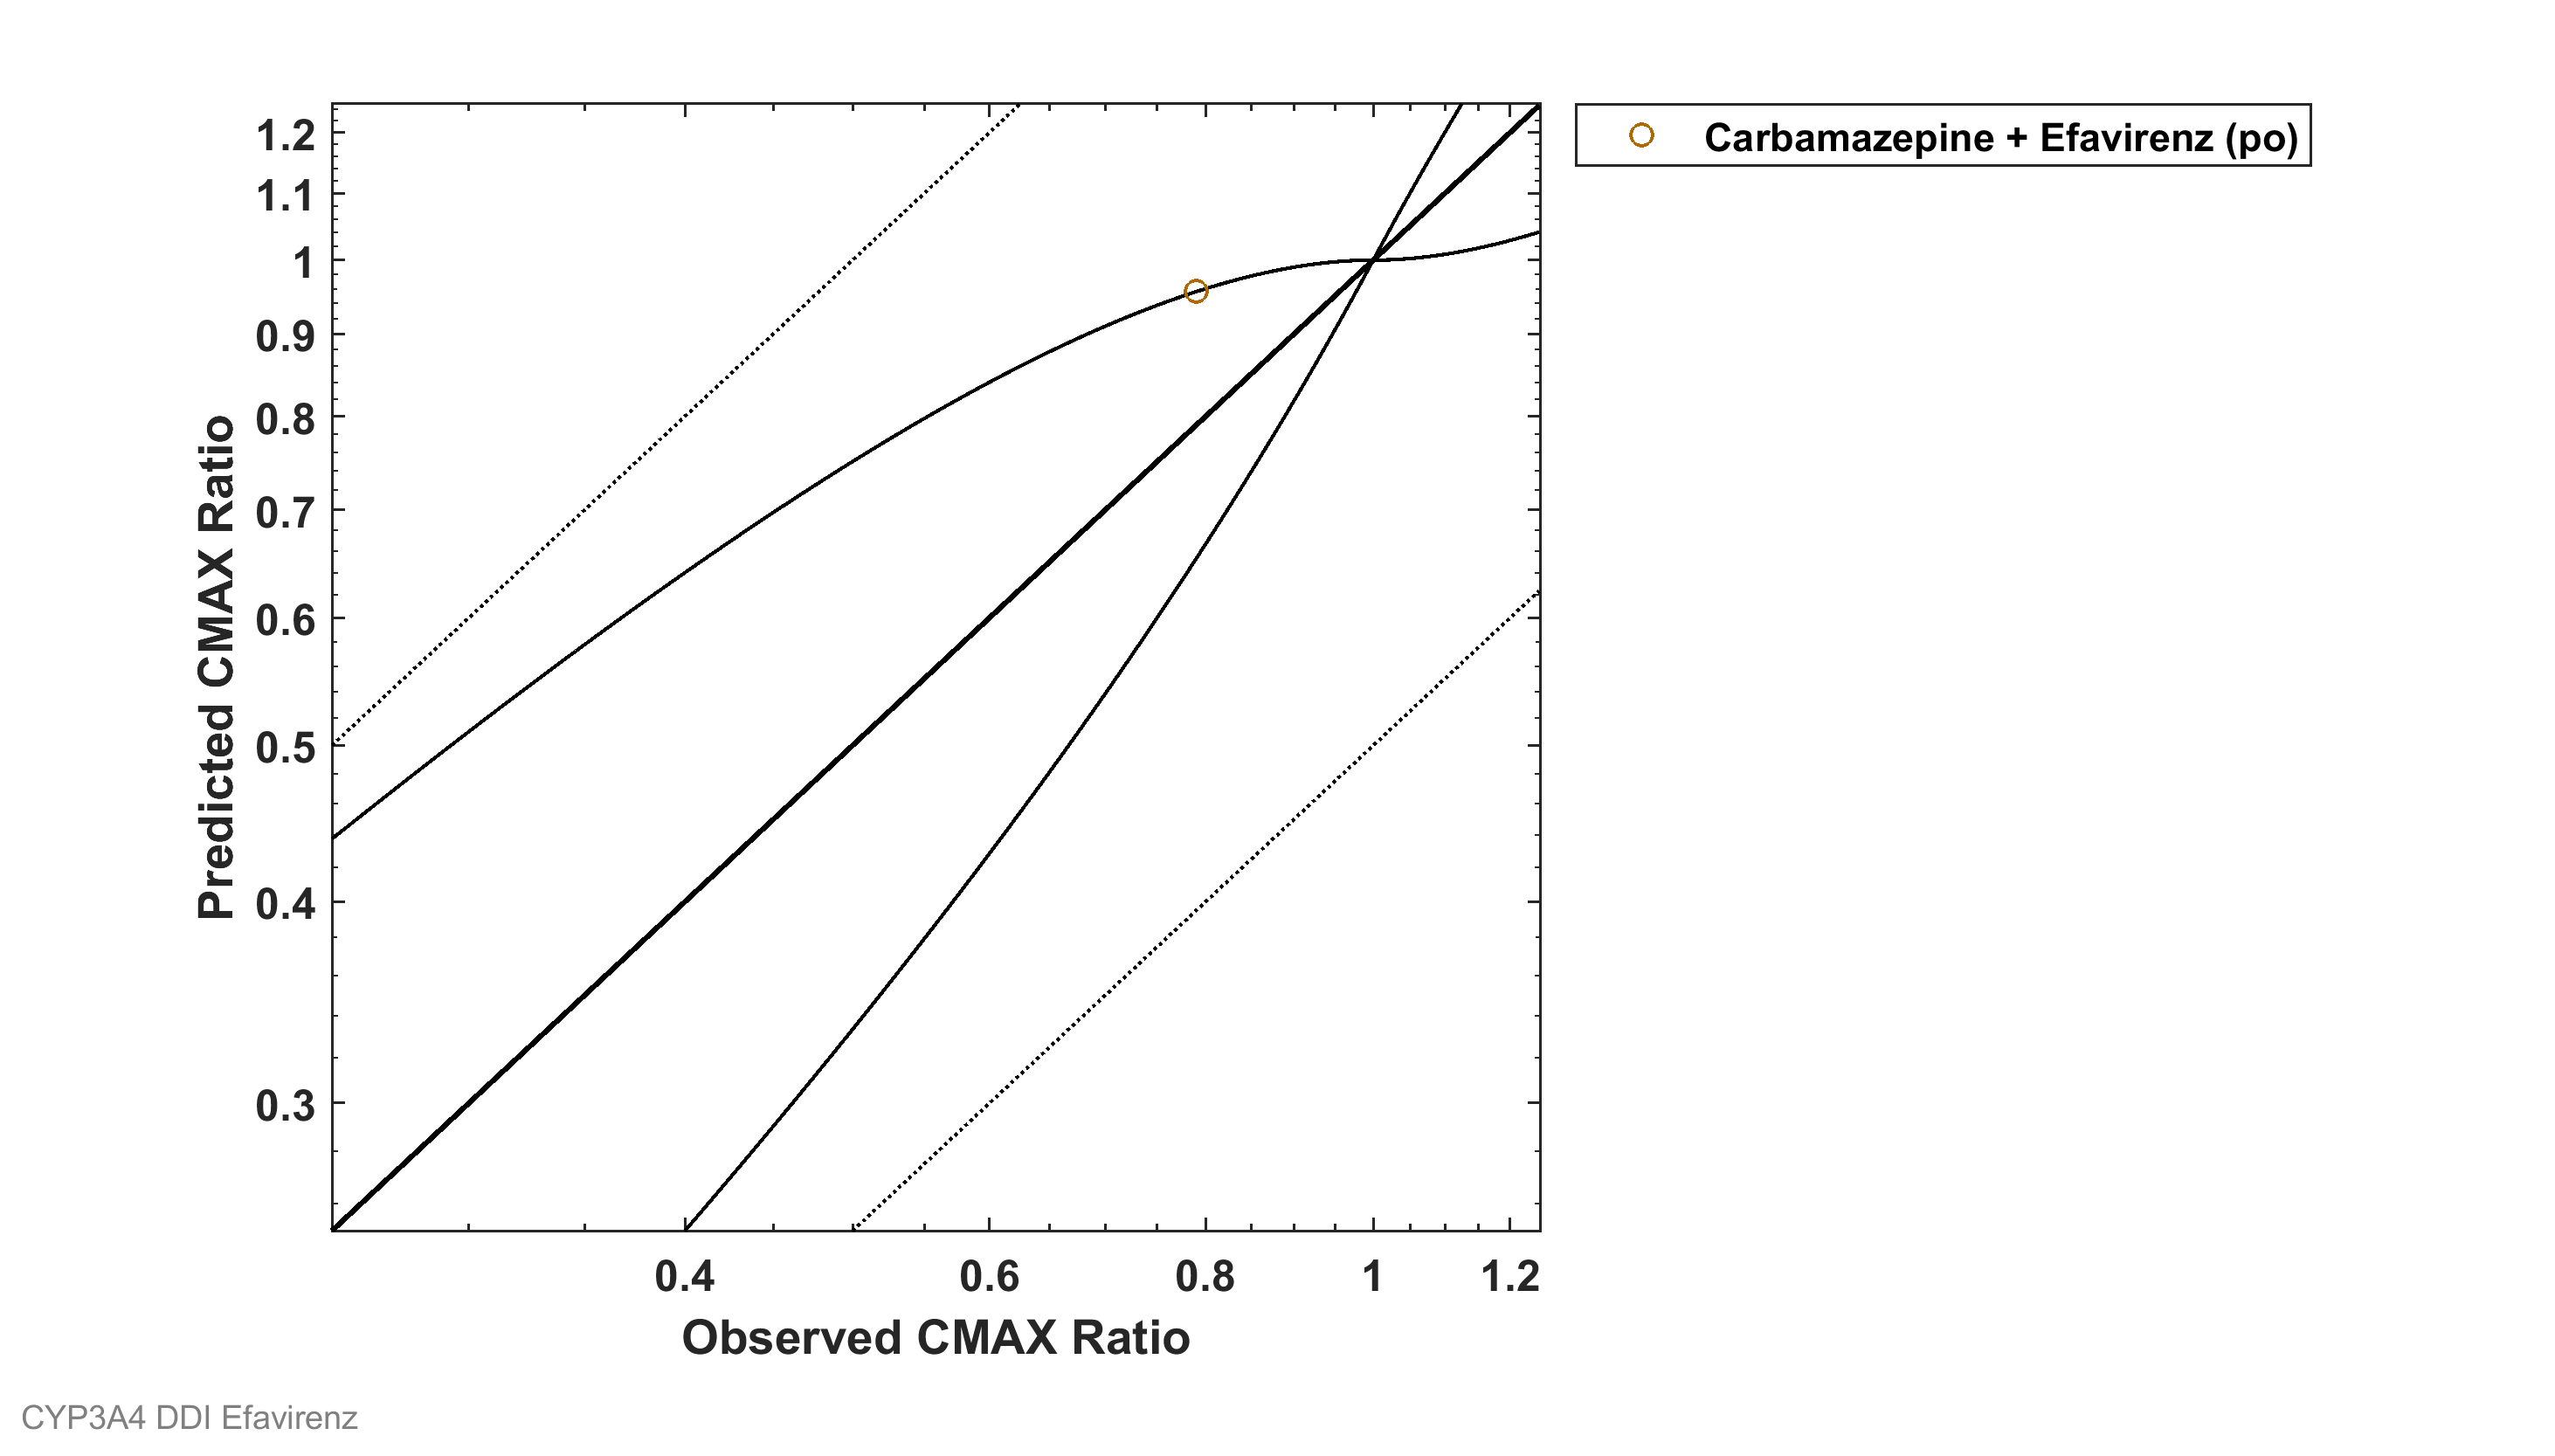 Carbamazepine + Efavirenz (po)
1.2
1.1
1
0.9
0.8
0.7
0.6
0.5
0.4
0.3
Predicted CMAX Ratio
0.4 0.6 0.8 1 1.2
Observed CMAX Ratio
CYP3A4 DDI Efavirenz